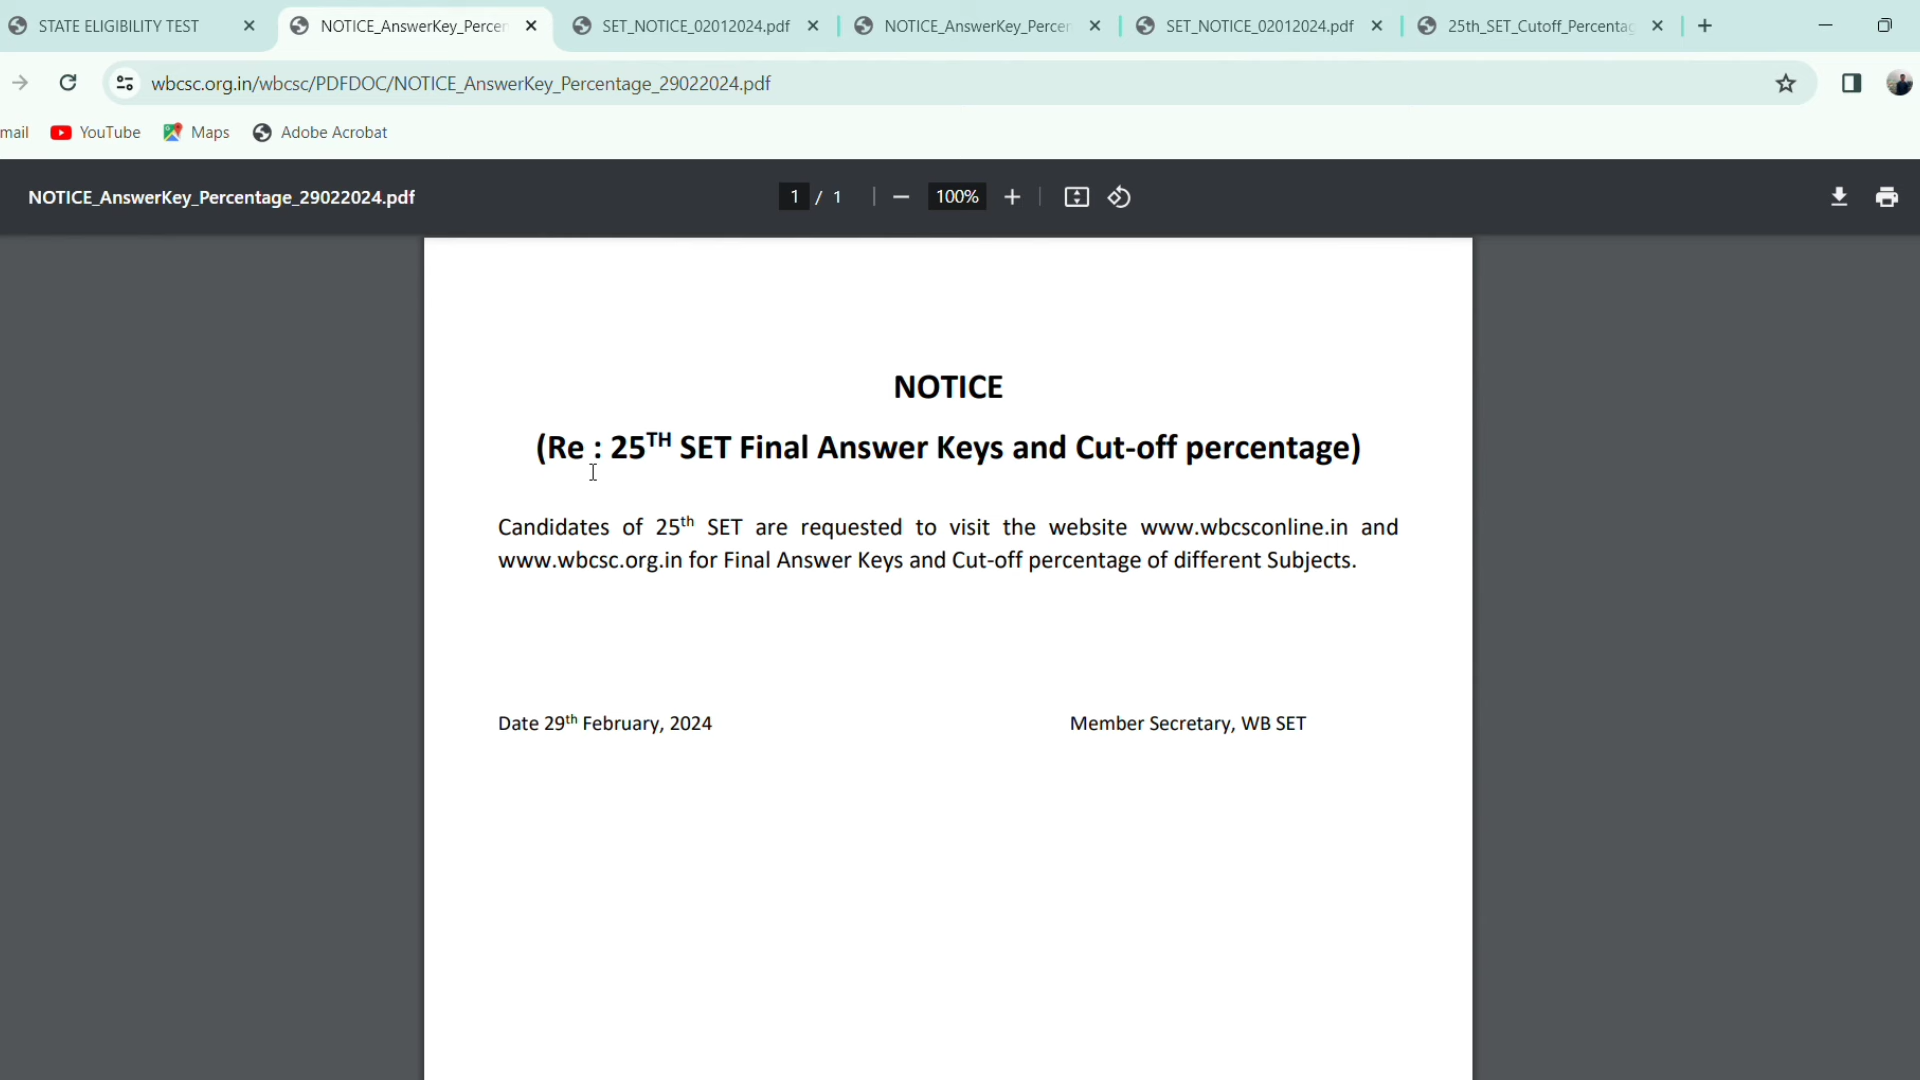 STATE ELIGIBILITY TEST
NOTICE_AnswerKey_Percen
SET_NOTICE_02012024.pdf
NOTICE_AnswerKey_Percen
SET_NOTICE_02012024.pdf
25th_SET_Cutoff_Percentag
wbcsc.org.in/wbcsc/PDFDOC/NOTICE_AnswerKey_Percentage_29022024.pdf
mail
YouTube
Maps
Adobe Acrobat
NOTICE_AnswerKey_Percentage_29022024.pdf
1 / 1
100%
NOTICE
(Re : 25TH SET Final Answer Keys and Cut-off percentage)
Candidates of 25th SET are requested to visit the website www.wbcsconline.in and
www.wbcsc.org.in for Final Answer Keys and Cut-off percentage of different Subjects.
Date 29th February, 2024
Member Secretary, WB SET